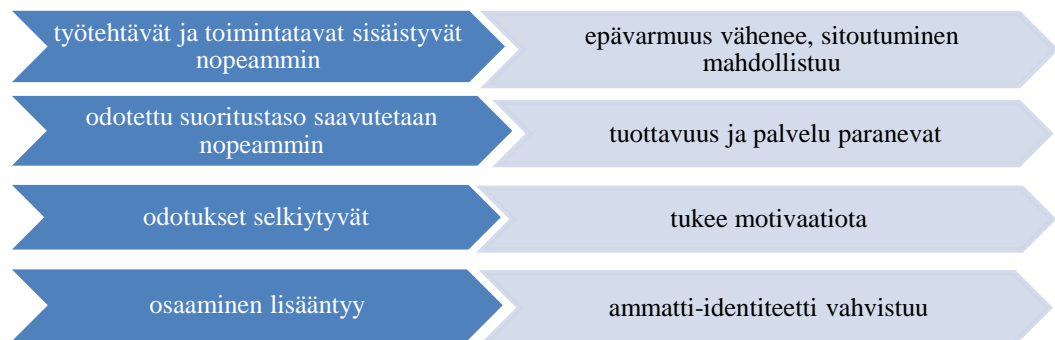 työtehtävät ja toimintatavat sisäistyvät
nopeammin
epävarmuus vähenee, sitoutuminen
mahdollistuu
odotettu suoritustaso saavutetaan
nopeammin
tuottavuus ja palvelu paranevat
odotukset selkiytyvät
tukee motivaatiota
osaaminen lisääntyy
ammatti-identiteetti vahvistuu